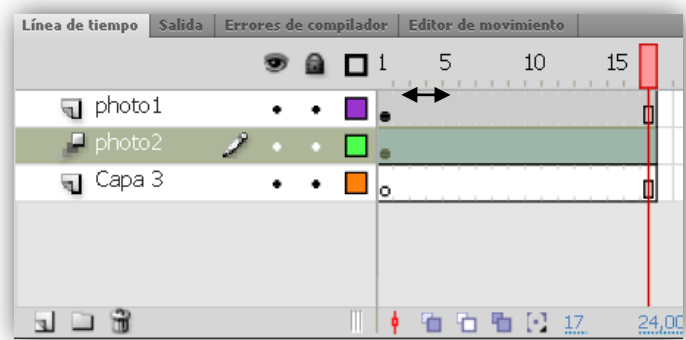 Línea de tiempo Salida Errores de compilador Editor de movimiento
1 5 10 15
photo1
photo2
Capa 3
17 24,00